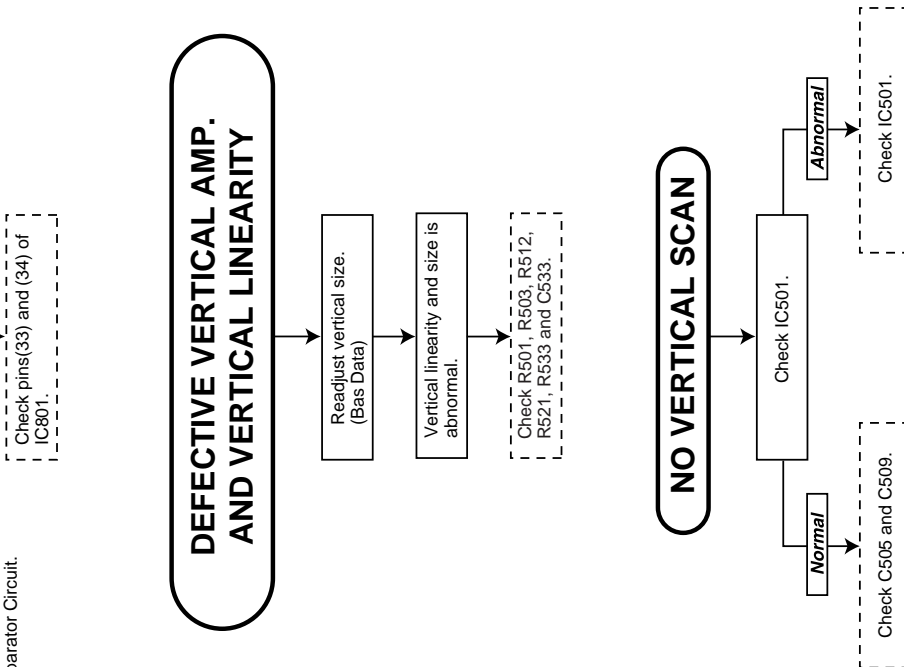 Check pins(33) and (34) of
IC801.
DEFECTIVE VERTICAL AMP.
AND VERTICAL LINEARITY
Readjust vertical size.
(Bas Data)
Vertical linearity and size is
abnormal.
Check R501, R503, R512,
R521, R533 and C533.
NO VERTICAL SCAN
Check IC501.
Normal
Abnormal
Check C505 and C509.
Check IC501.
Circuit.